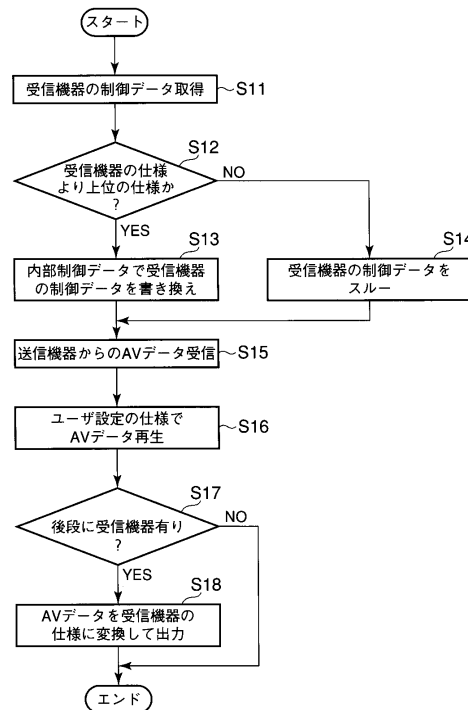 スタート
受信機器の制御データ取得
S11
S12
受信機器の仕様
より上位の仕様か
?
NO
YES
S13
内部制御データで受信機器
の制御データを書き換え
S14
受信機器の制御データを
スルー
送信機器からのAVデータ受信
S15
ユーザ設定の仕様で
AVデータ再生
S16
S17
後段に受信機器有り
?
NO
YES
S18
AVデータを受信機器の
仕様に変換して出力
エンド